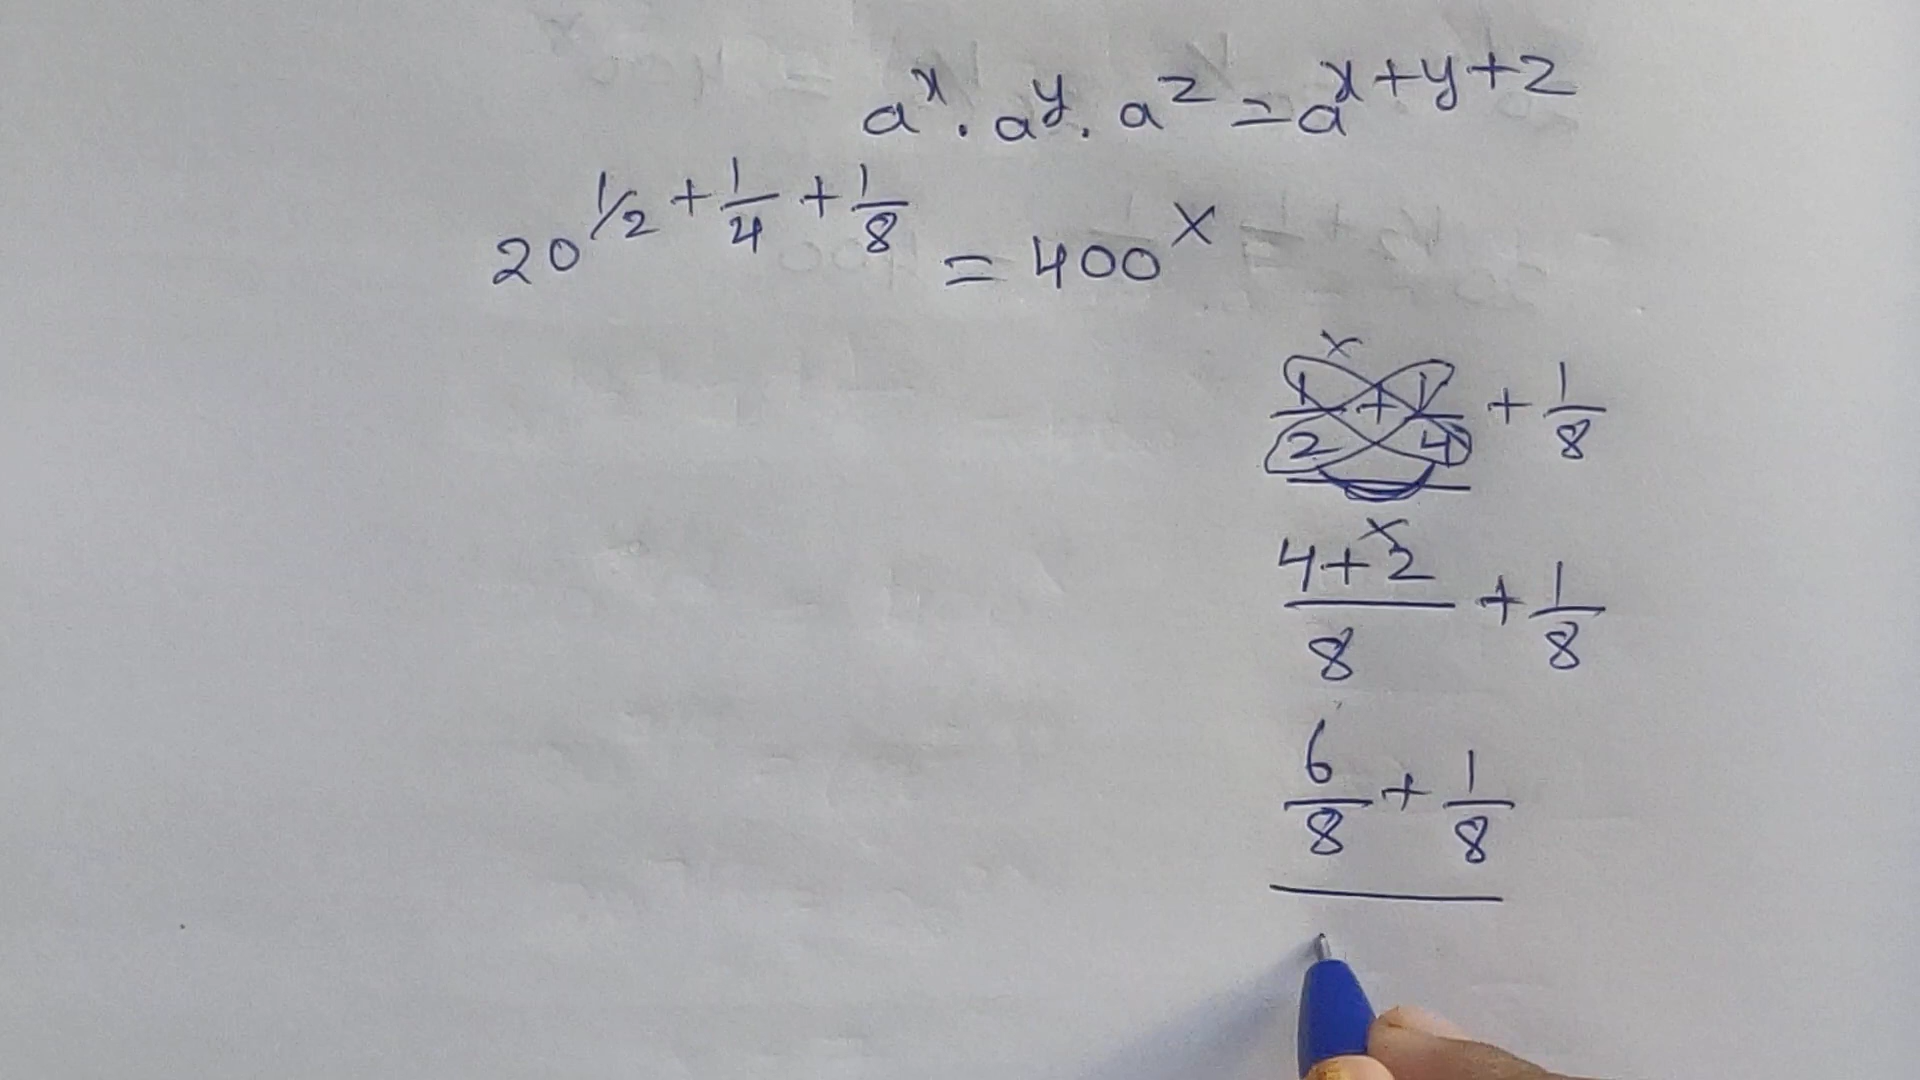 a^x . a^y . a^z = a^x+y+z
20^1/2 + 1/4 + 1/8 = 400^x
x
1/2 + 1/4 + 1/8
x
4+2/8 + 1/8
6/8 + 1/8